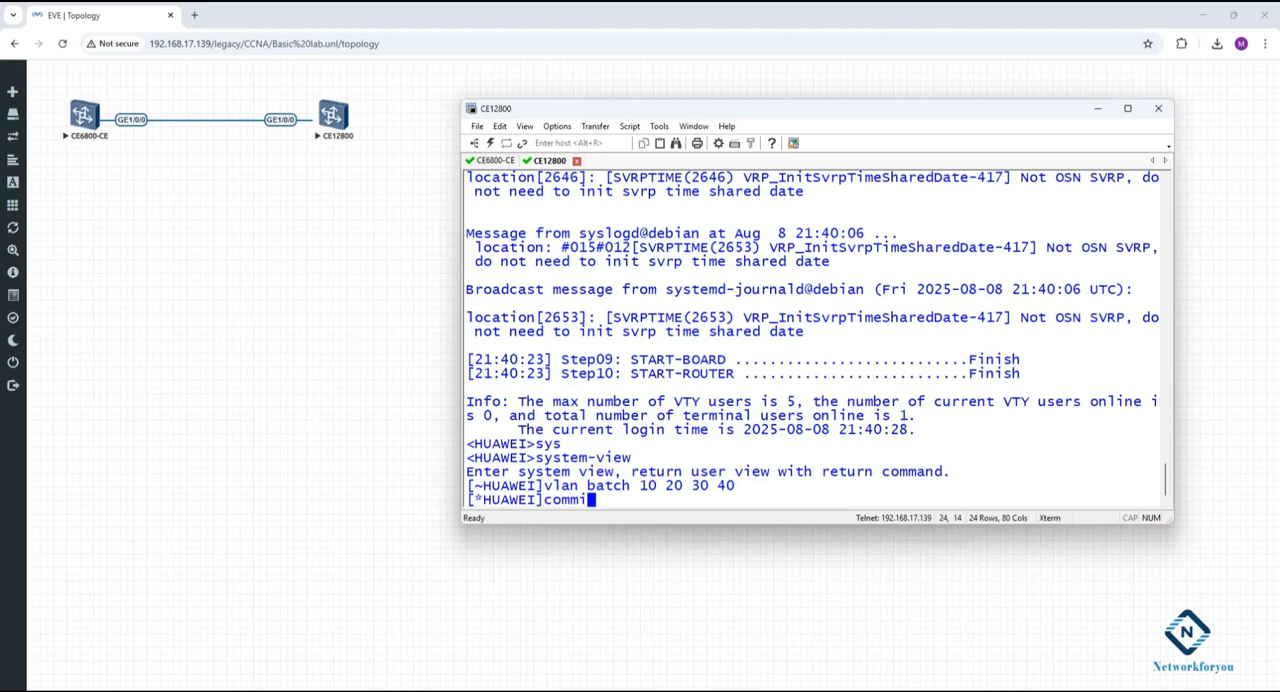 EVE | Topology
Not secure
192.168.17.139/legacy/CCNA/Basic%20lab.unl/topology
M
GE1/0/0
GE1/0/0
CE6800-CE
CE12800
CE12800
File Edit View Options Transfer Script Tools Window Help
Enter host <Alt+R>
CE6800-CE
CE12800
location[2646]: [SVRPTIME(2646) VRP_InitSvrpTimeSharedDate-417] Not OSN SVRP, do
 not need to init svrp time shared date
Message from syslogd@debian at Aug  8 21:40:06 ...
 location: #015#012[SVRPTIME(2653) VRP_InitSvrpTimeSharedDate-417] Not OSN SVRP,
 do not need to init svrp time shared date
Broadcast message from systemd-journald@debian (Fri 2025-08-08 21:40:06 UTC):
location[2653]: [SVRPTIME(2653) VRP_InitSvrpTimeSharedDate-417] Not OSN SVRP, do
 not need to init svrp time shared date
[21:40:23] Step09: START-BOARD ...........................Finish
[21:40:23] Step10: START-ROUTER ..........................Finish
Info: The max number of VTY users is 5, the number of current VTY users online i
s 0, and total number of terminal users online is 1.
      The current login time is 2025-08-08 21:40:28.
<HUAWEI>sys
<HUAWEI>system-view
Enter system view, return user view with return command.
[~HUAWEI]vlan batch 10 20 30 40
[*HUAWEI]commi
Ready
Telnet: 192.168.17.139
24, 14
24 Rows, 80 Cols
Xterm
CAP NUM
N
Networkforyou